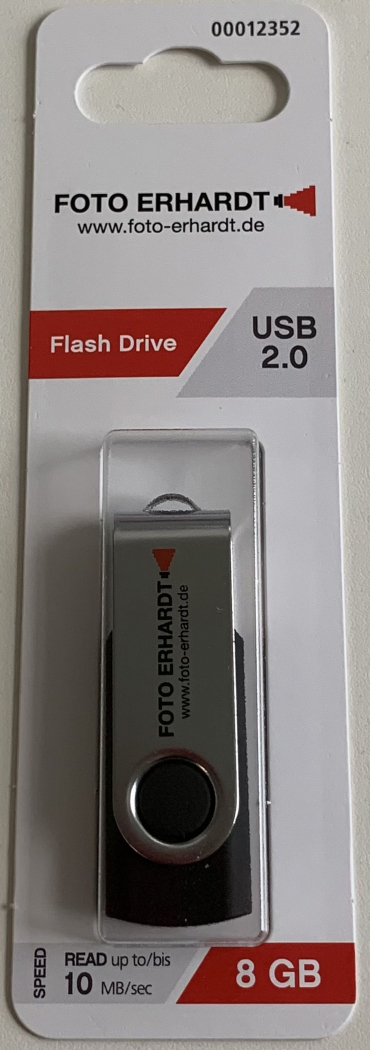 00012352
FOTO ERHARDT
www.foto-erhardt.de
Flash Drive
USB
2.0
FOTO ERHARDT
www.foto-erhardt.de
SPEED
READ up to/bis
10 MB/sec
8 GB